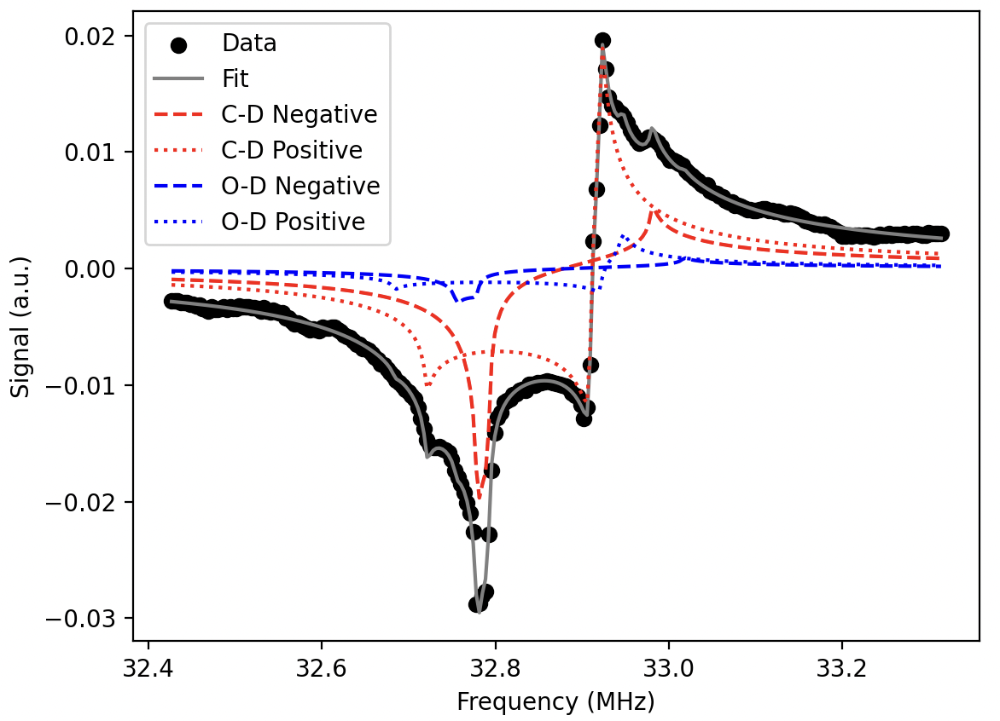 Data
Fit
C-D Negative
C-D Positive
O-D Negative
O-D Positive
0.02
0.01
0.00
−0.01
−0.02
−0.03
Signal (a.u.)
32.4 32.6 32.8 33.0 33.2
Frequency (MHz)